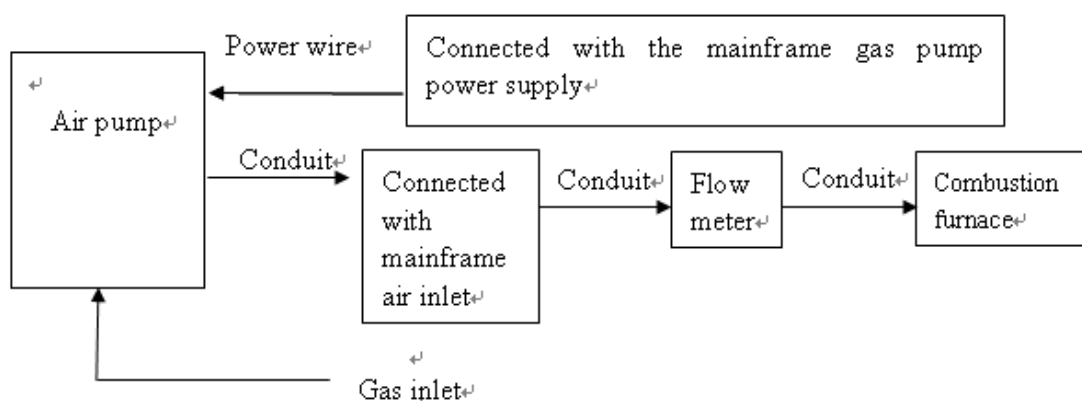 Power wire↵
Connected with the mainframe gas pump
power supply↵
↵
Air pump↵
Conduit↵
Connected
with
mainframe
air inlet↵
Conduit↵
Flow
meter↵
Conduit↵
Combustion
furnace↵
↵
Gas inlet↵